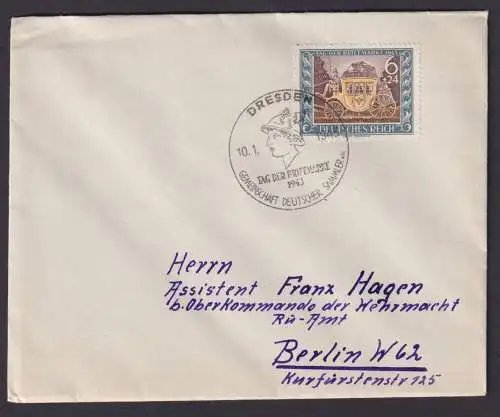 TAG DER BRIEFMARKE 1943
6+24
DEUTSCHES REICH
DRESDEN
10.1.
TAG DER BRIEFMARKE
1943
GEMEINSCHAFT DEUTSCHER SAMMLER e.V.
Herrn
Assistent Franz Hagen
b. Oberkommando der Wehrmacht
Rü-Amt
Berlin W 62
Kurfürstenstr 125